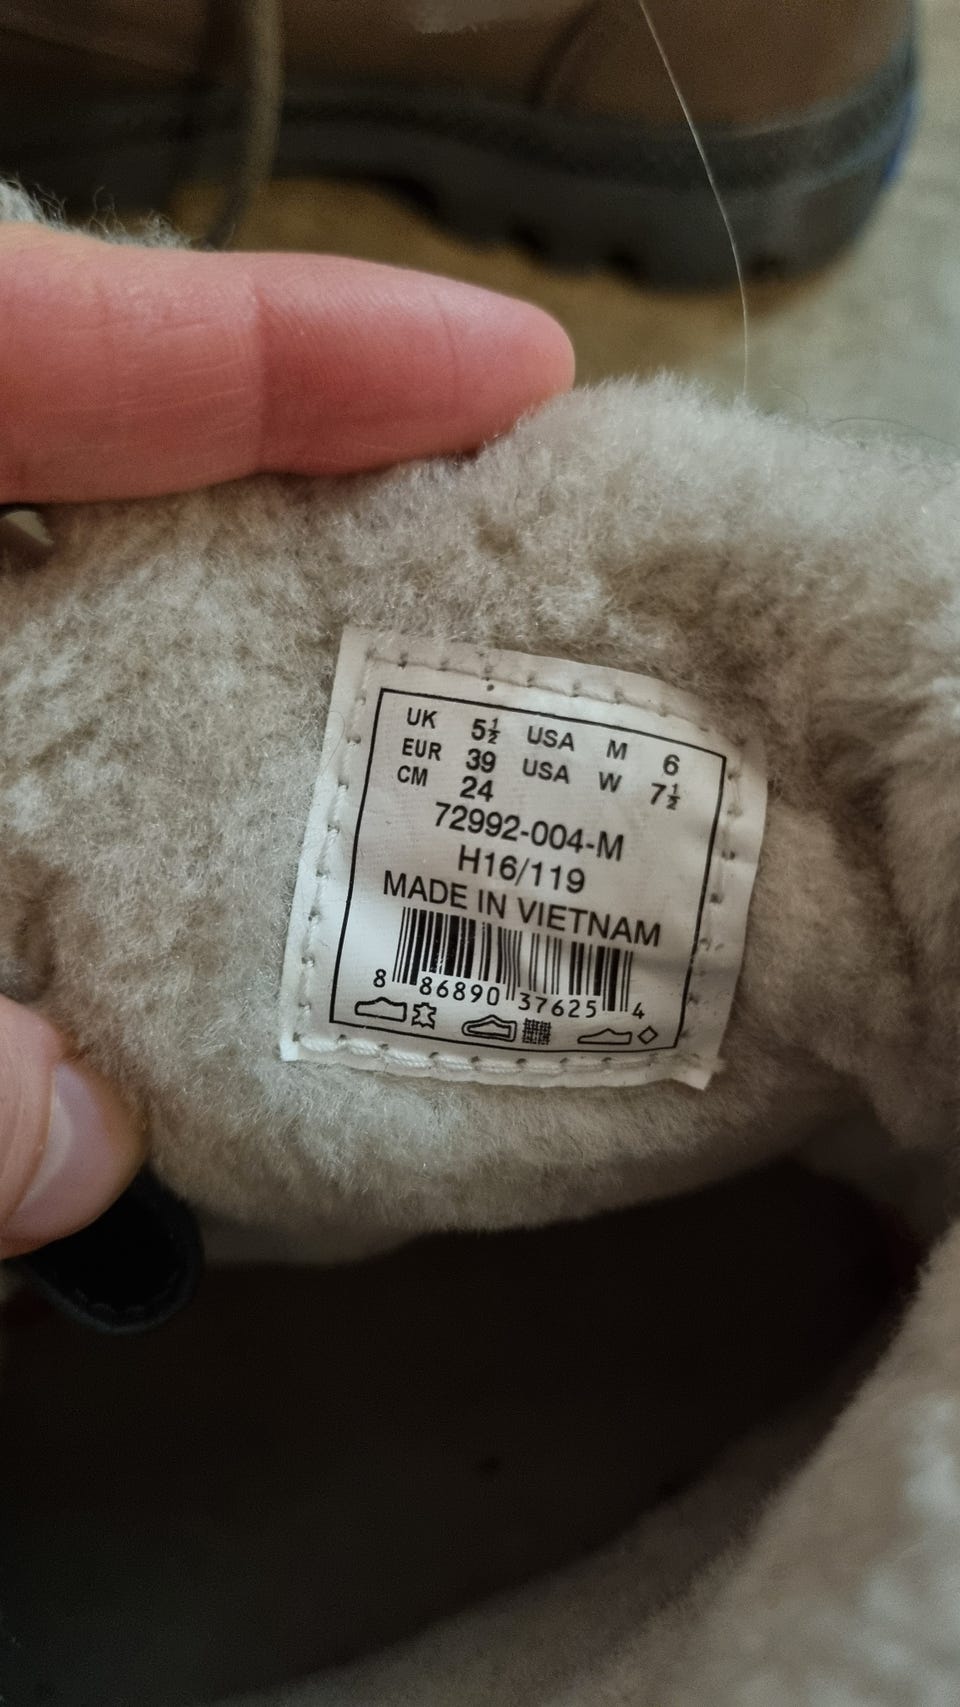 UK 5½ USA M 6
EUR 39 USA W 7½
CM 24
72992-004-M
H16/119
MADE IN VIETNAM
8 86890 37625 4